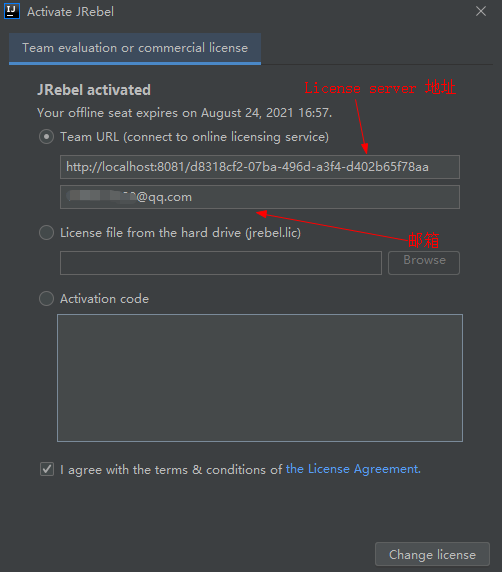 Activate JRebel
Team evaluation or commercial license
JRebel activated
License server 地址
Your offline seat expires on August 24, 2021 16:57.
Team URL (connect to online licensing service)
http://localhost:8081/d8318cf2-07ba-496d-a3f4-d402b65f78aa
@qq.com
License file from the hard drive (jrebel.lic)
邮箱
Browse
Activation code
I agree with the terms & conditions of the License Agreement.
Change license